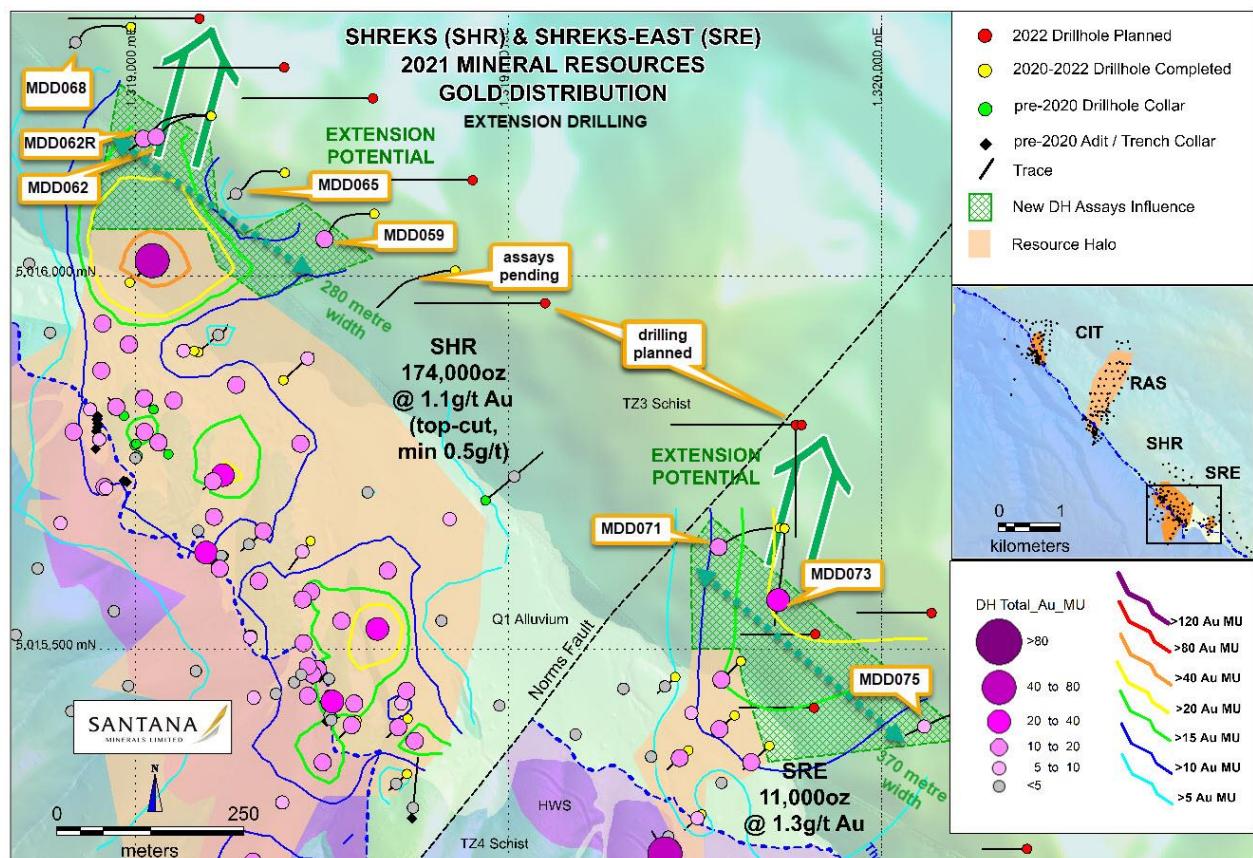 SHREKS (SHR) & SHREKS-EAST (SRE)
2021 MINERAL RESOURCES
GOLD DISTRIBUTION
EXTENSION DRILLING
1,319,000 mE
1,320,000 mE
MDD068
MDD062R
MDD062
EXTENSION
POTENTIAL
MDD065
MDD059
assays
pending
5,016,000 mN
280 metre
width
drilling
planned
SHR
174,000oz
@ 1.1g/t Au
(top-cut,
min 0.5g/t)
TZ3 Schist
EXTENSION
POTENTIAL
MDD071
MDD073
Q1 Alluvium
Norms Fault
5,015,500 mN
MDD075
370 metre
width
SRE
11,000oz
@ 1.3g/t Au
HWS
TZ4 Schist
SANTANA
MINERALS LIMITED
N
0 250
meters
2022 Drillhole Planned
2020-2022 Drillhole Completed
pre-2020 Drillhole Collar
pre-2020 Adit / Trench Collar
Trace
New DH Assays Influence
Resource Halo
CIT
RAS
SHR
SRE
0 1
kilometers
DH Total_Au_MU
>80
40 to 80
20 to 40
10 to 20
5 to 10
<5
>120 Au MU
>80 Au MU
>40 Au MU
>20 Au MU
>15 Au MU
>10 Au MU
>5 Au MU